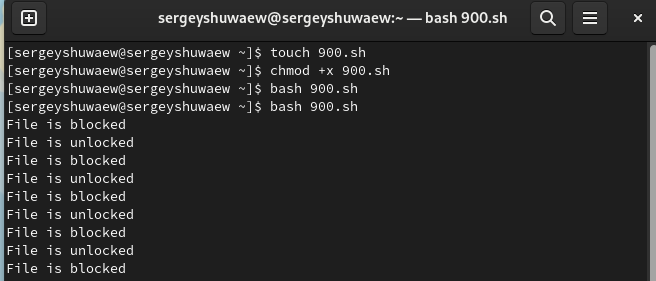 sergeyshuwaew@sergeyshuwaew:~ — bash 900.sh
[sergeyshuwaew@sergeyshuwaew ~]$ touch 900.sh
[sergeyshuwaew@sergeyshuwaew ~]$ chmod +x 900.sh
[sergeyshuwaew@sergeyshuwaew ~]$ bash 900.sh
[sergeyshuwaew@sergeyshuwaew ~]$ bash 900.sh
File is blocked
File is unlocked
File is blocked
File is unlocked
File is blocked
File is unlocked
File is blocked
File is unlocked
File is blocked